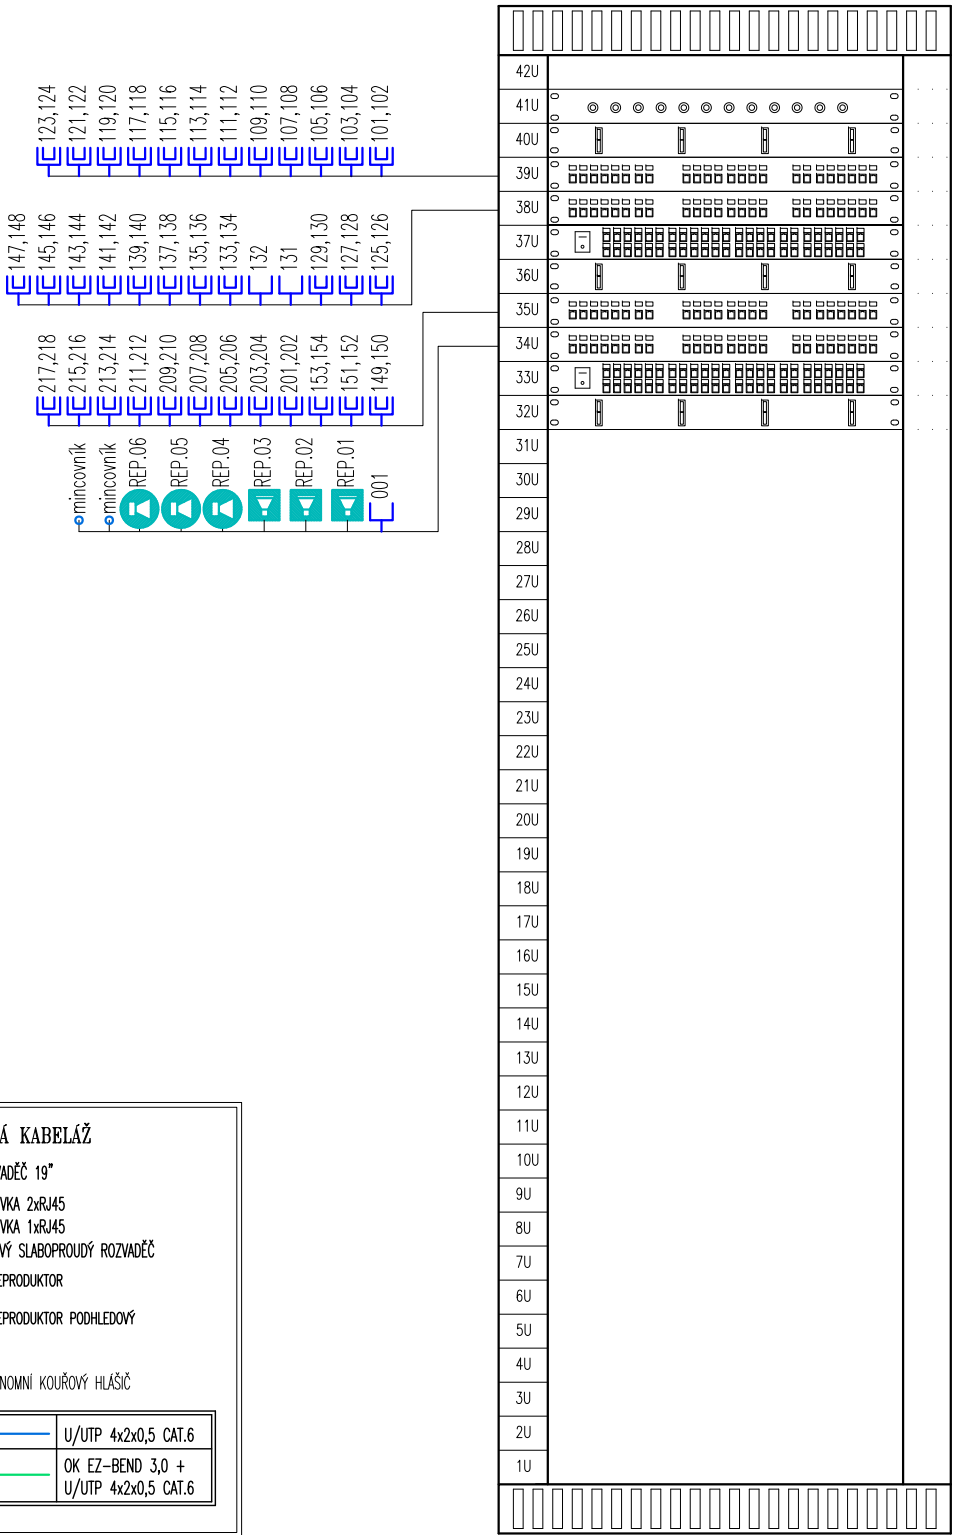 123,124
121,122
119,120
117,118
115,116
113,114
111,112
109,110
107,108
105,106
103,104
101,102
147,148
145,146
143,144
141,142
139,140
137,138
135,136
133,134
132
131
129,130
127,128
125,126
217,218
215,216
213,214
211,212
209,210
207,208
205,206
203,204
201,202
153,154
151,152
149,150
mincovník
mincovník
REP.06
REP.05
REP.04
REP.03
REP.02
REP.01
001
42U
41U
40U
39U
38U
37U
36U
35U
34U
33U
32U
31U
30U
29U
28U
27U
26U
25U
24U
23U
22U
21U
20U
19U
18U
17U
16U
15U
14U
13U
12U
11U
10U
9U
8U
7U
6U
5U
4U
3U
2U
1U
Á KABELÁŽ
VADĚČ 19"
VKA 2xRJ45
VKA 1xRJ45
VÝ SLABOPROUDÝ ROZVADĚČ
EPRODUKTOR
EPRODUKTOR PODHLEDOVÝ
NOMNÍ KOUŘOVÝ HLÁŠIČ
U/UTP 4x2x0,5 CAT.6
OK EZ-BEND 3,0 +
U/UTP 4x2x0,5 CAT.6